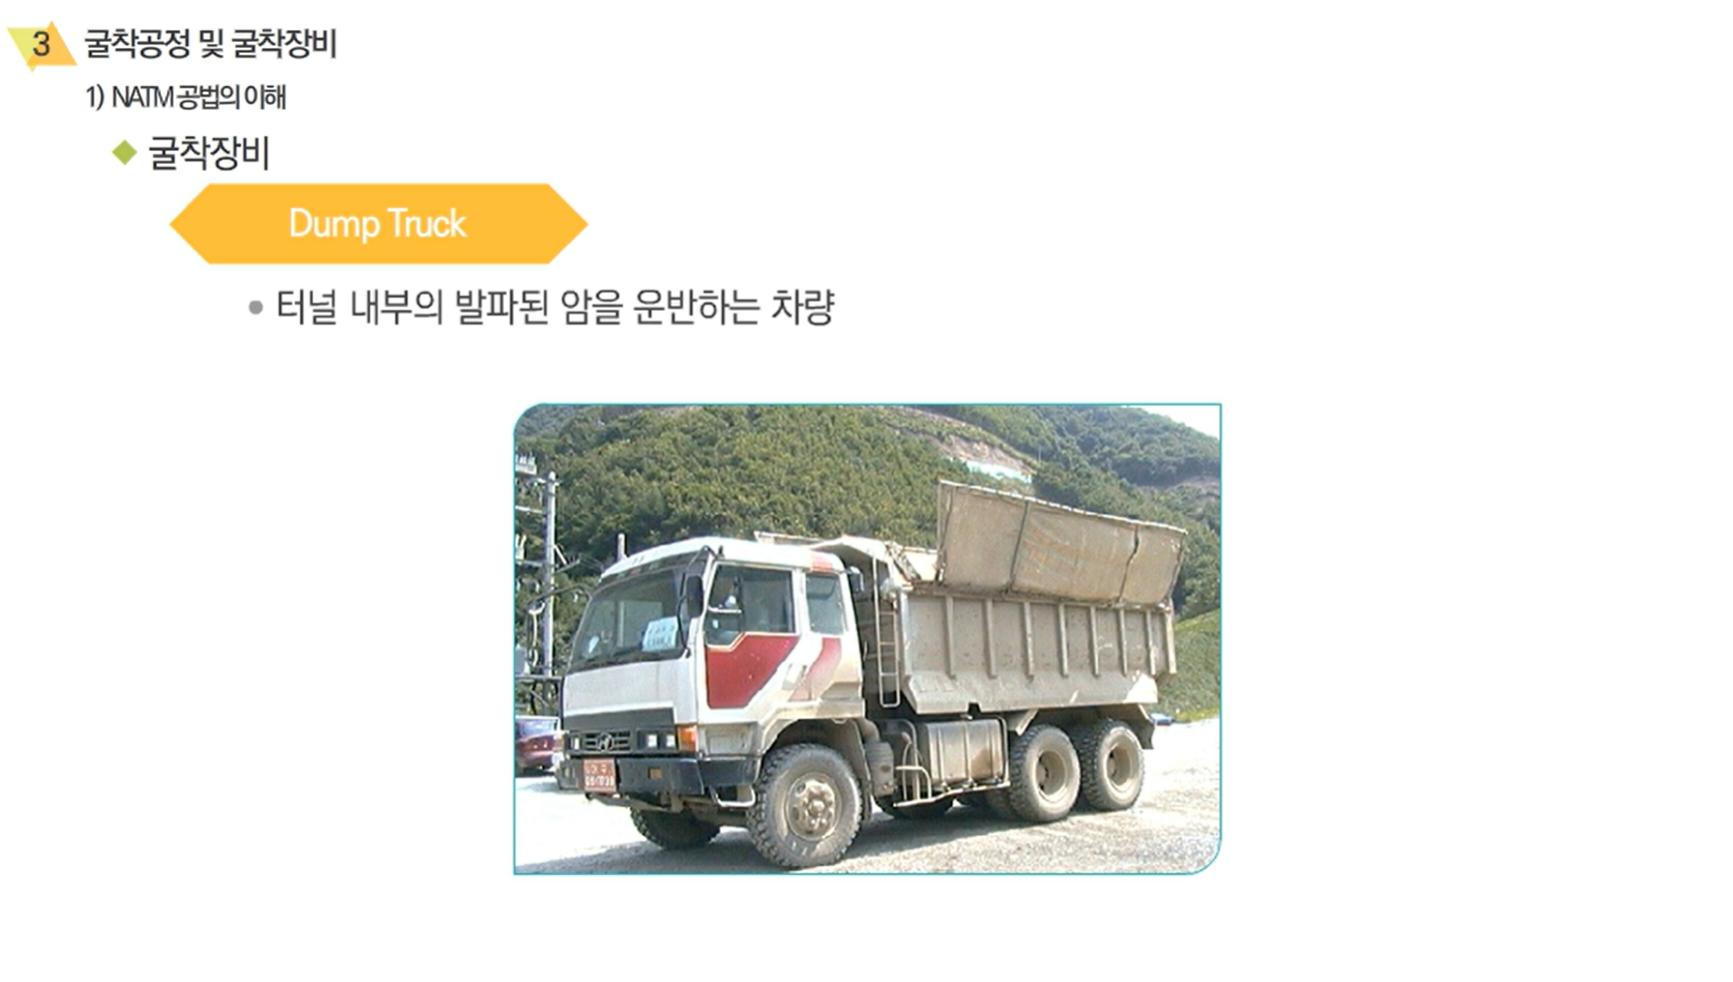 3 굴착공정 및 굴착장비
1) NATM 공법의 이해
굴착장비
Dump Truck
터널 내부의 발파된 암을 운반하는 차량